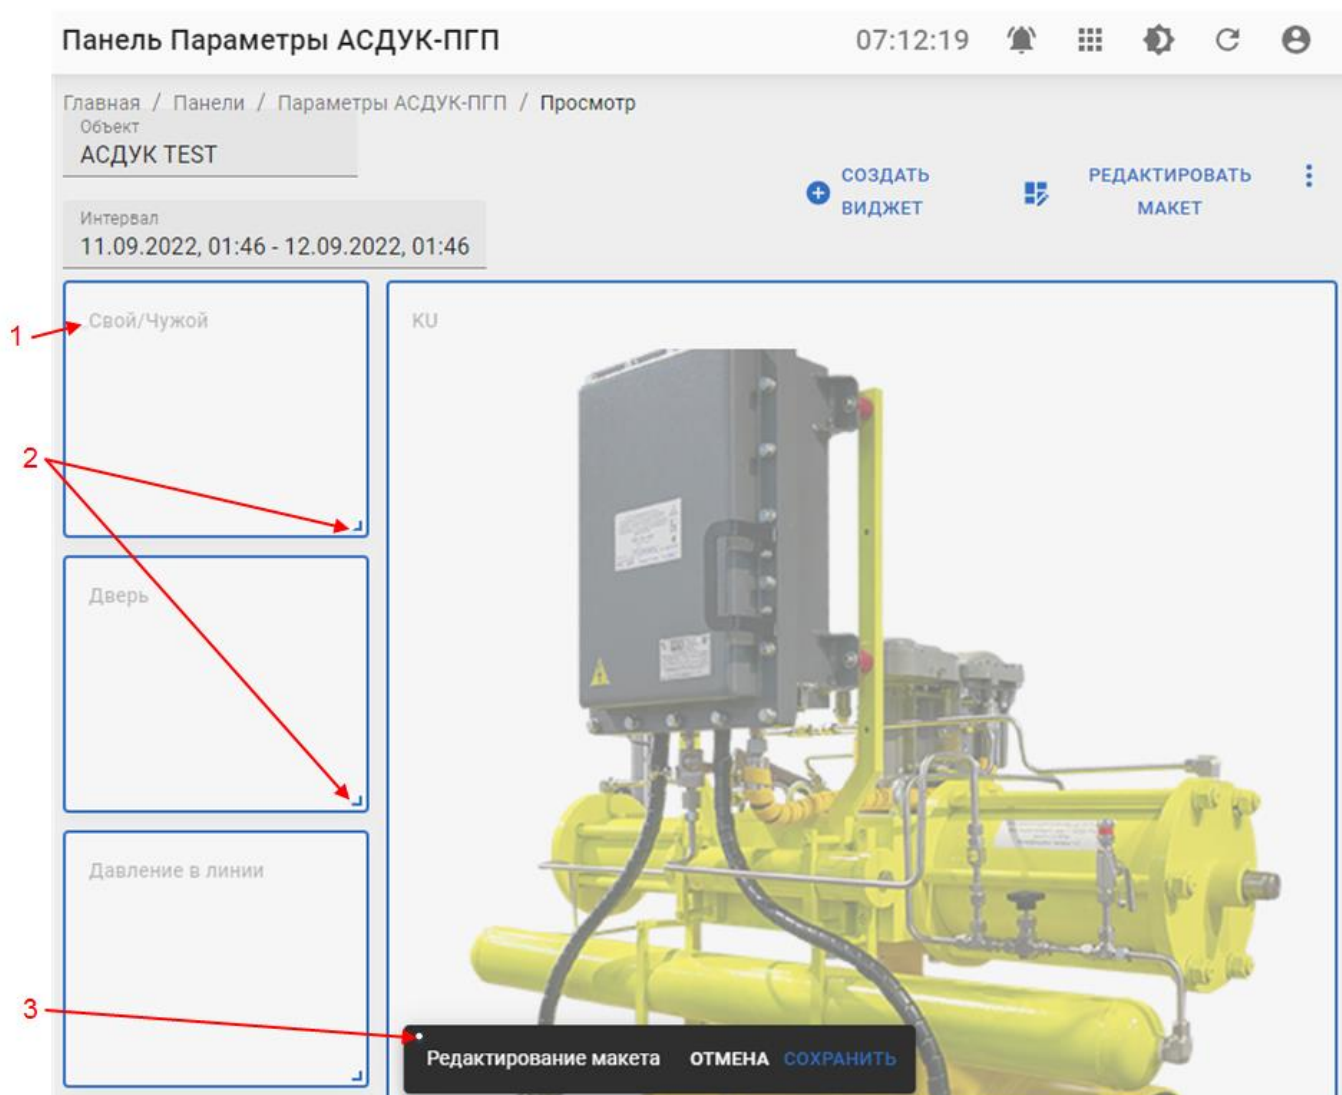 Панель Параметры АСДУК-ПГП
07:12:19
Главная / Панели / Параметры АСДУК-ПГП / Просмотр
Объект
АСДУК TEST
СОЗДАТЬ
ВИДЖЕТ
РЕДАКТИРОВАТЬ
МАКЕТ
Интервал
11.09.2022, 01:46 - 12.09.2022, 01:46
1
Свой/Чужой
KU
2
Дверь
Давление в линии
3
Редактирование макета ОТМЕНА СОХРАНИТЬ